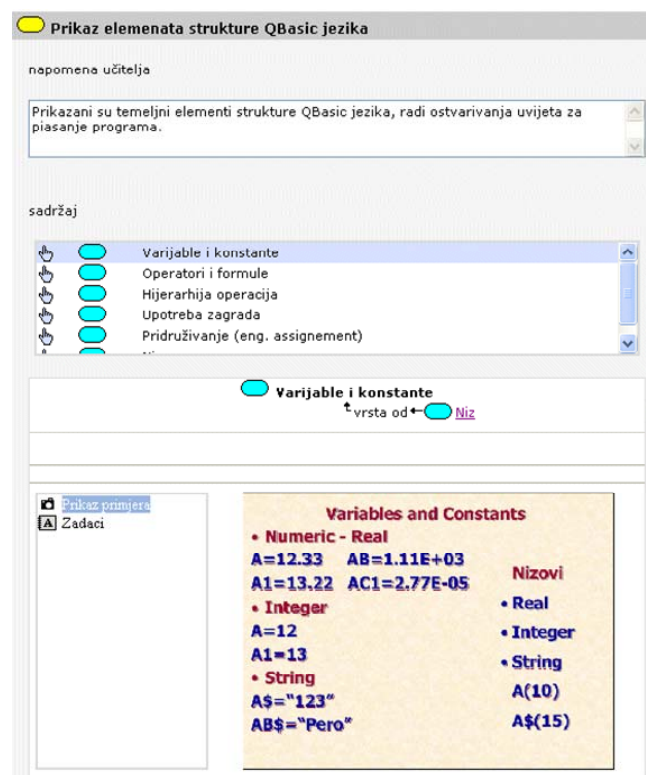 Prikaz elemenata strukture QBasic jezika
napomena učitelja
Prikazani su temeljni elementi strukture QBasic jezika, radi ostvarivanja uvijeta za
piasanje programa.
sadržaj
Varijable i konstante
Operatori i formule
Hijerarhija operacija
Upotreba zagrada
Pridruživanje (eng. assignement)
Varijable i konstante
vrsta od Niz
Prikaz primjera
A Zadaci
Variables and Constants
• Numeric - Real
A=12.33 AB=1.11E+03
A1=13.22 AC1=2.77E-05
• Integer
A=12
A1=13
• String
A$="123"
AB$="Pero"
Nizovi
• Real
• Integer
• String
A(10)
A$(15)